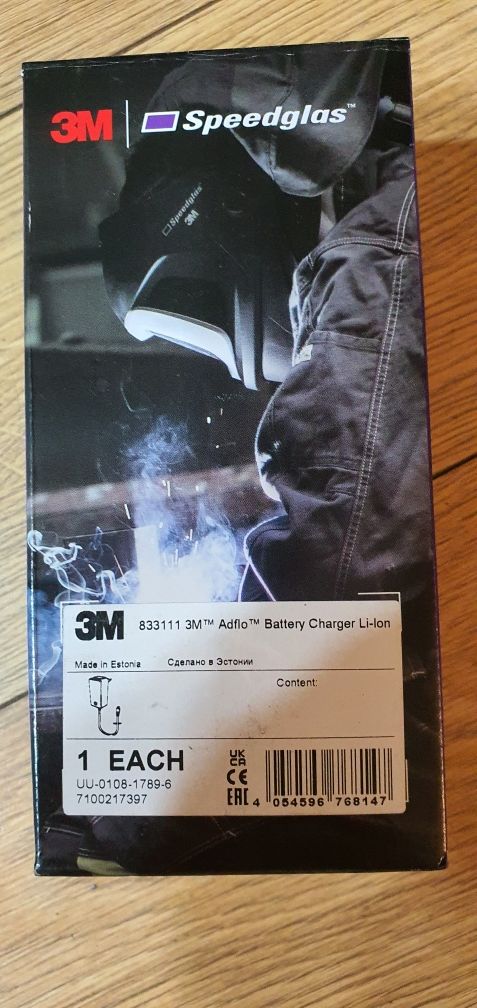 3M Speedglas™
Speedglas
3M
3M 833111 3M™ Adflo™ Battery Charger Li-Ion
Made in Estonia Сделано в Эстонии
Content:
1 EACH
UU-0108-1789-6
7100217397
UK
CA
CE
EAC
4 054596 768147